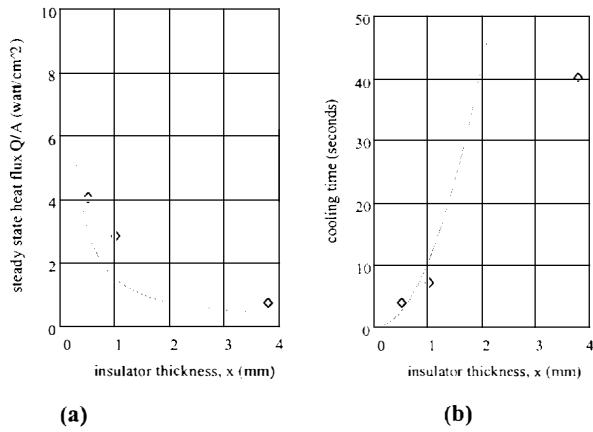 steady state heat flux Q/A (watt/cm^2)
10
8
6
4
2
0
0 1 2 3 4
insulator thickness, x (mm)
(a)
cooling time (seconds)
50
40
30
20
10
0
0 1 2 3 4
insulator thickness, x (mm)
(b)